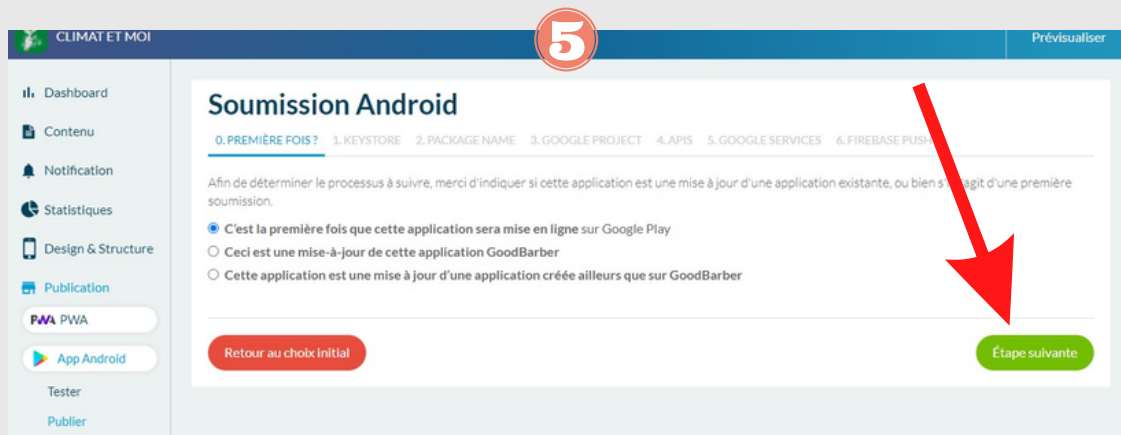 5
CLIMAT ET MOI
Prévisualiser
Dashboard
Contenu
Notification
Statistiques
Design & Structure
Publication
PWA PWA
App Android
Tester
Publier
Soumission Android
0. PREMIÈRE FOIS ? 1. KEYSTORE 2. PACKAGE NAME 3. GOOGLE PROJECT 4. APIS 5. GOOGLE SERVICES 6. FIREBASE PUSH
Afin de déterminer le processus à suivre, merci d'indiquer si cette application est une mise à jour d'une application existante, ou bien s'il s'agit d'une première
soumission.
C'est la première fois que cette application sera mise en ligne sur Google Play
Ceci est une mise-à-jour de cette application GoodBarber
Cette application est une mise à jour d'une application créée ailleurs que sur GoodBarber
Retour au choix initial
Étape suivante